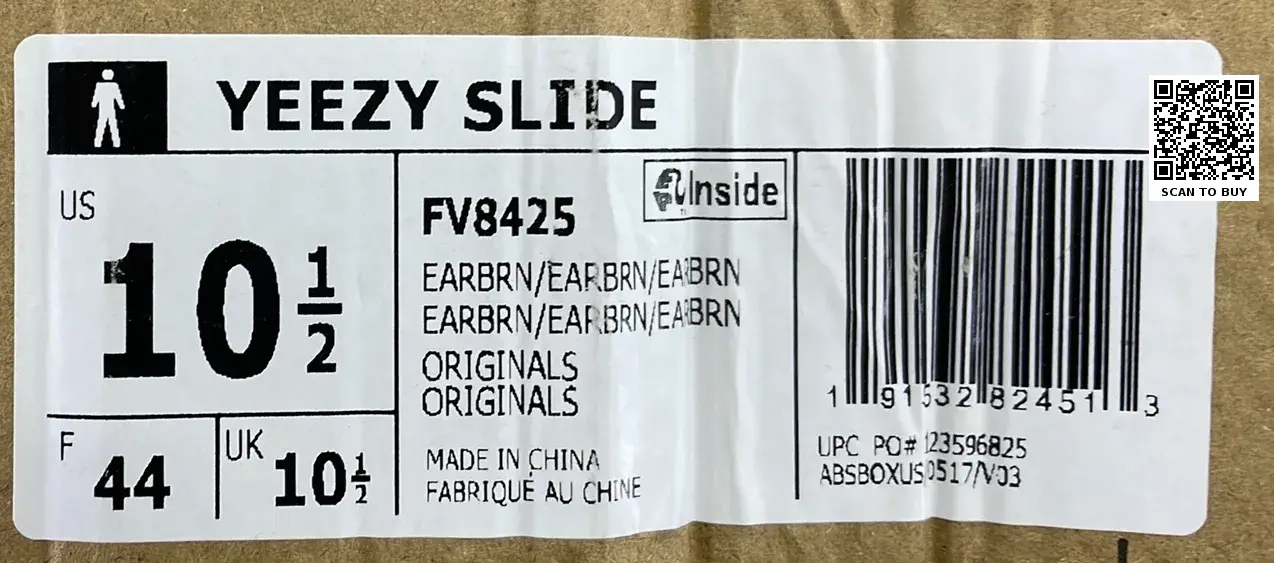 YEEZY SLIDE
US
10 1/2
F
44
UK
10 1/2
FV8425
Inside
EARBRN/EARBRN/EARBRN
EARBRN/EARBRN/EARBRN
ORIGINALS
ORIGINALS
MADE IN CHINA
FABRIQUÉ AU CHINE
1 91532 82451 3
UPC PO# 123596825
ABSBOXUS0517/V03
SCAN TO BUY